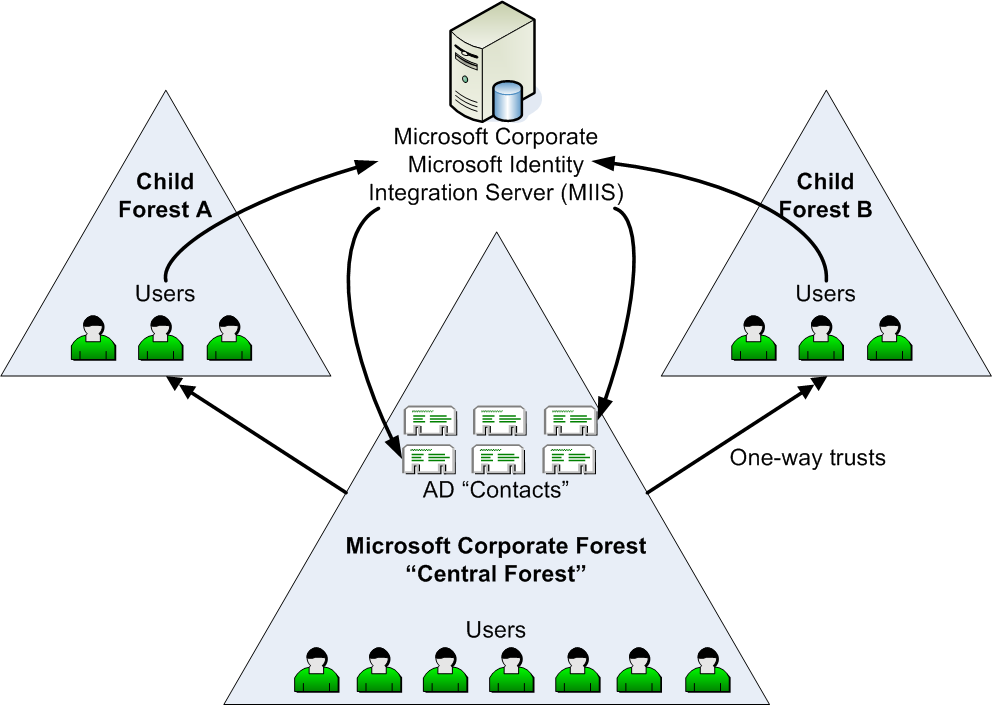 Microsoft Corporate
Microsoft Identity
Integration Server (MIIS)
Child
Forest A
Users
Child
Forest B
Users
One-way trusts
AD “Contacts”
Microsoft Corporate Forest
“Central Forest”
Users